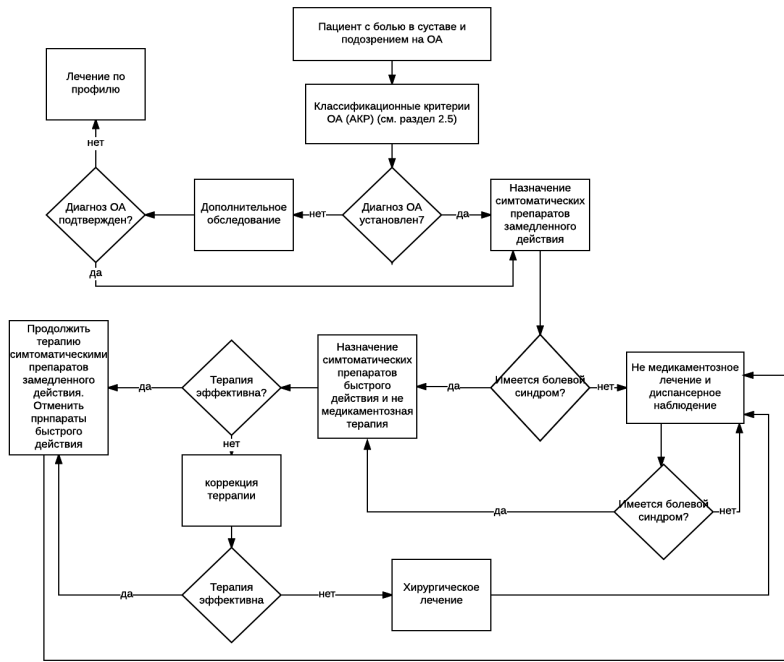 Пациент с болью в суставе и
подозрением на ОА
Лечение по
профилю
Классификационные критерии
ОА (АКР) (см. раздел 2.5)
нет
Диагноз ОА
подтвержден?
Дополнительное
обследование
нет
Диагноз ОА
установлен?
да
Назначение
симтоматических
препаратов
замедленного
действия
да
Продолжить
терапию
симтоматическими
препаратов
замедленного
действия.
Отменить
прнпараты
быстрого
действия
да
Терапия
эффективна?
Назначение
симтоматических
препаратов
быстрого
действия и не
медикаментозная
терапия
да
Имеется болевой
синдром?
нет
Не медикаментозное
лечение и
диспансерное
наблюдение
нет
коррекция
террапии
да
Имеется болевой
синдром?
нет
да
Терапия
эффективна
нет
Хирургическое
лечение